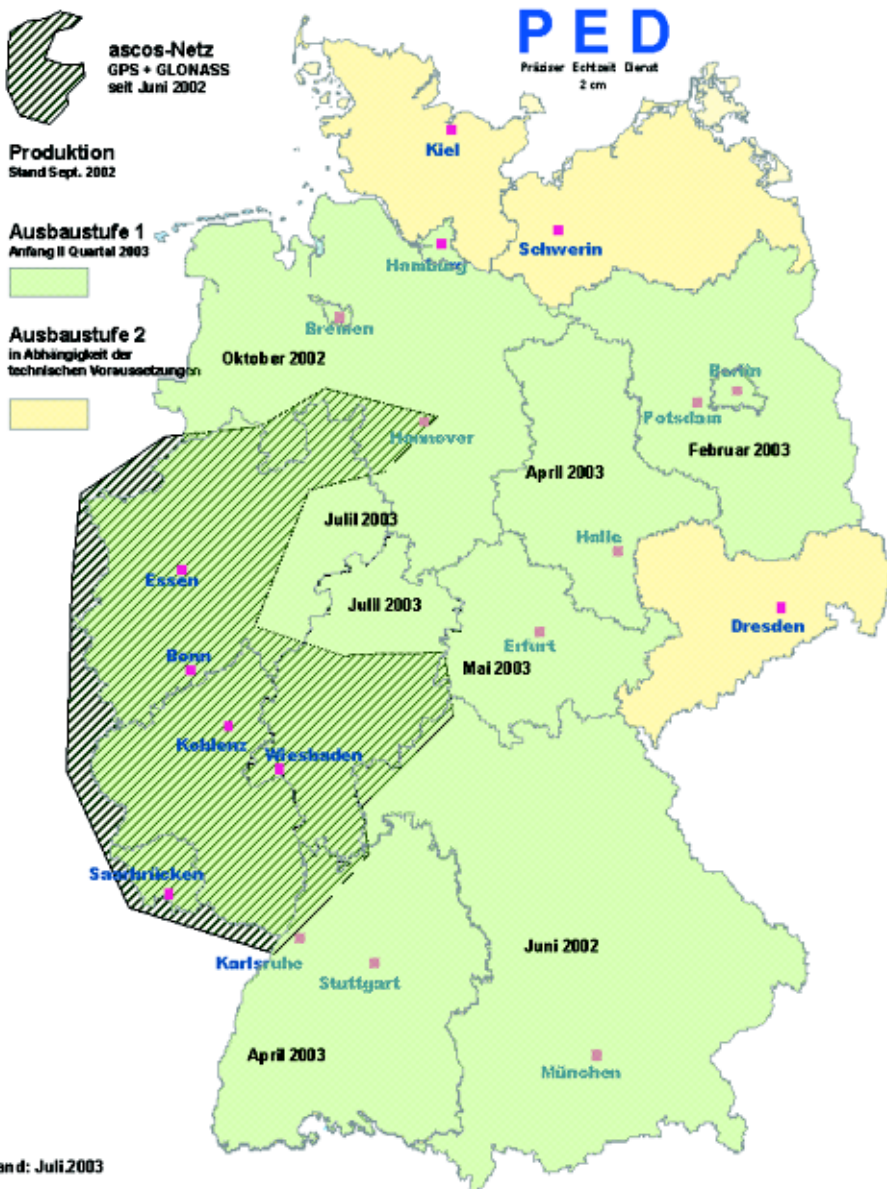 P E D
Präziser Echtzeit Dienst
2 cm
ascos-Netz
GPS + GLONASS
seit Juni 2002
Produktion
Stand Sept. 2002
Ausbaustufe 1
Anfang II Quartal 2003
Ausbaustufe 2
in Abhängigkeit der
technischen Voraussetzungen
Kiel
Schwerin
Hamburg
Bremen
Oktober 2002
Berlin
Potsdam
Februar 2003
Hannover
April 2003
Julil 2003
Halle
Essen
Julil 2003
Dresden
Erfurt
Bonn
Mai 2003
Koblenz
Wiesbaden
Saarbrücken
Karlsruhe
Stuttgart
Juni 2002
April 2003
München
and: Juli.2003